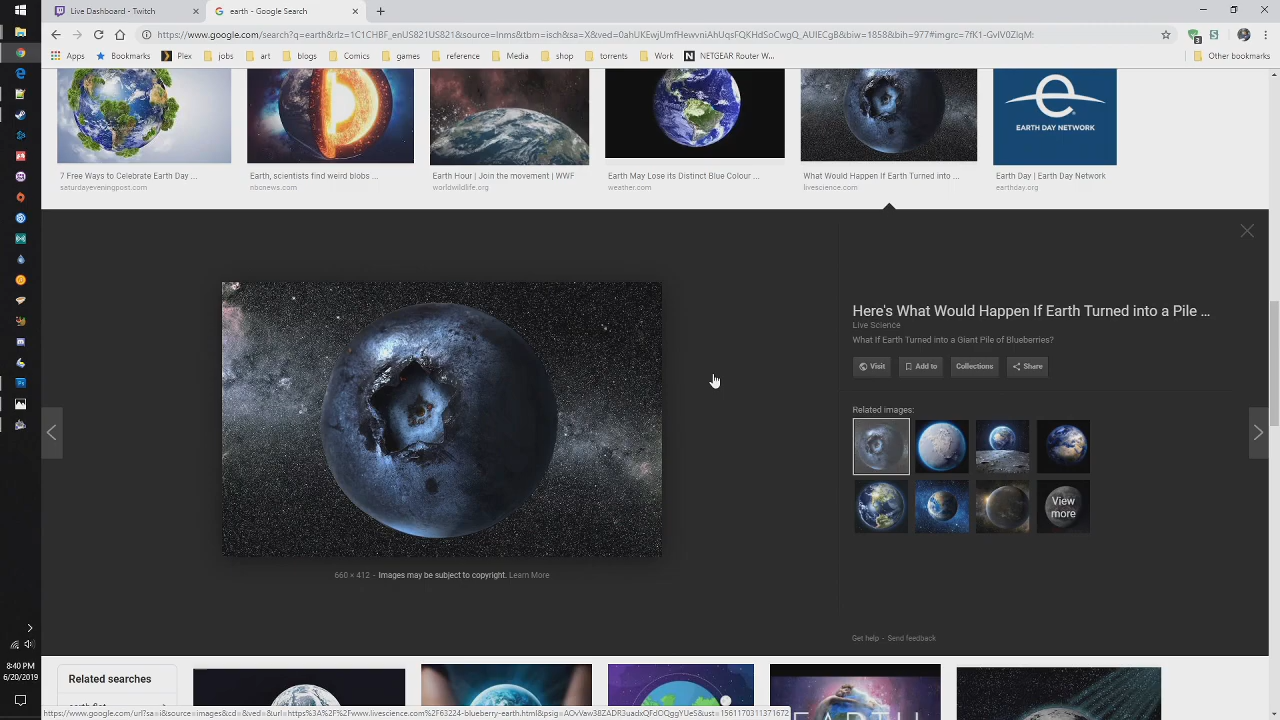 Live Dashboard - Twitch
earth - Google Search
Apps
Bookmarks
Plex
jobs
art
blogs
Comics
games
reference
Media
shop
torrents
Work
NETGEAR Router W...
Other bookmarks
EARTH DAY NETWORK
7 Free Ways to Celebrate Earth Day ...
saturdayeveningpost.com
Earth, scientists find weird blobs ...
nbcnews.com
Earth Hour | Join the movement | WWF
worldwildlife.org
Earth May Lose its Distinct Blue Colour ...
weather.com
What Would Happen If Earth Turned into ...
livescience.com
Earth Day | Earth Day Network
earthday.org
Here's What Would Happen If Earth Turned into a Pile ...
Live Science
What If Earth Turned into a Giant Pile of Blueberries?
Visit
Add to
Collections
Share
Related images:
View
more
660 × 412 - Images may be subject to copyright. Learn More
Get help - Send feedback
8:40 PM
6/20/2019
Related searches
EARTH